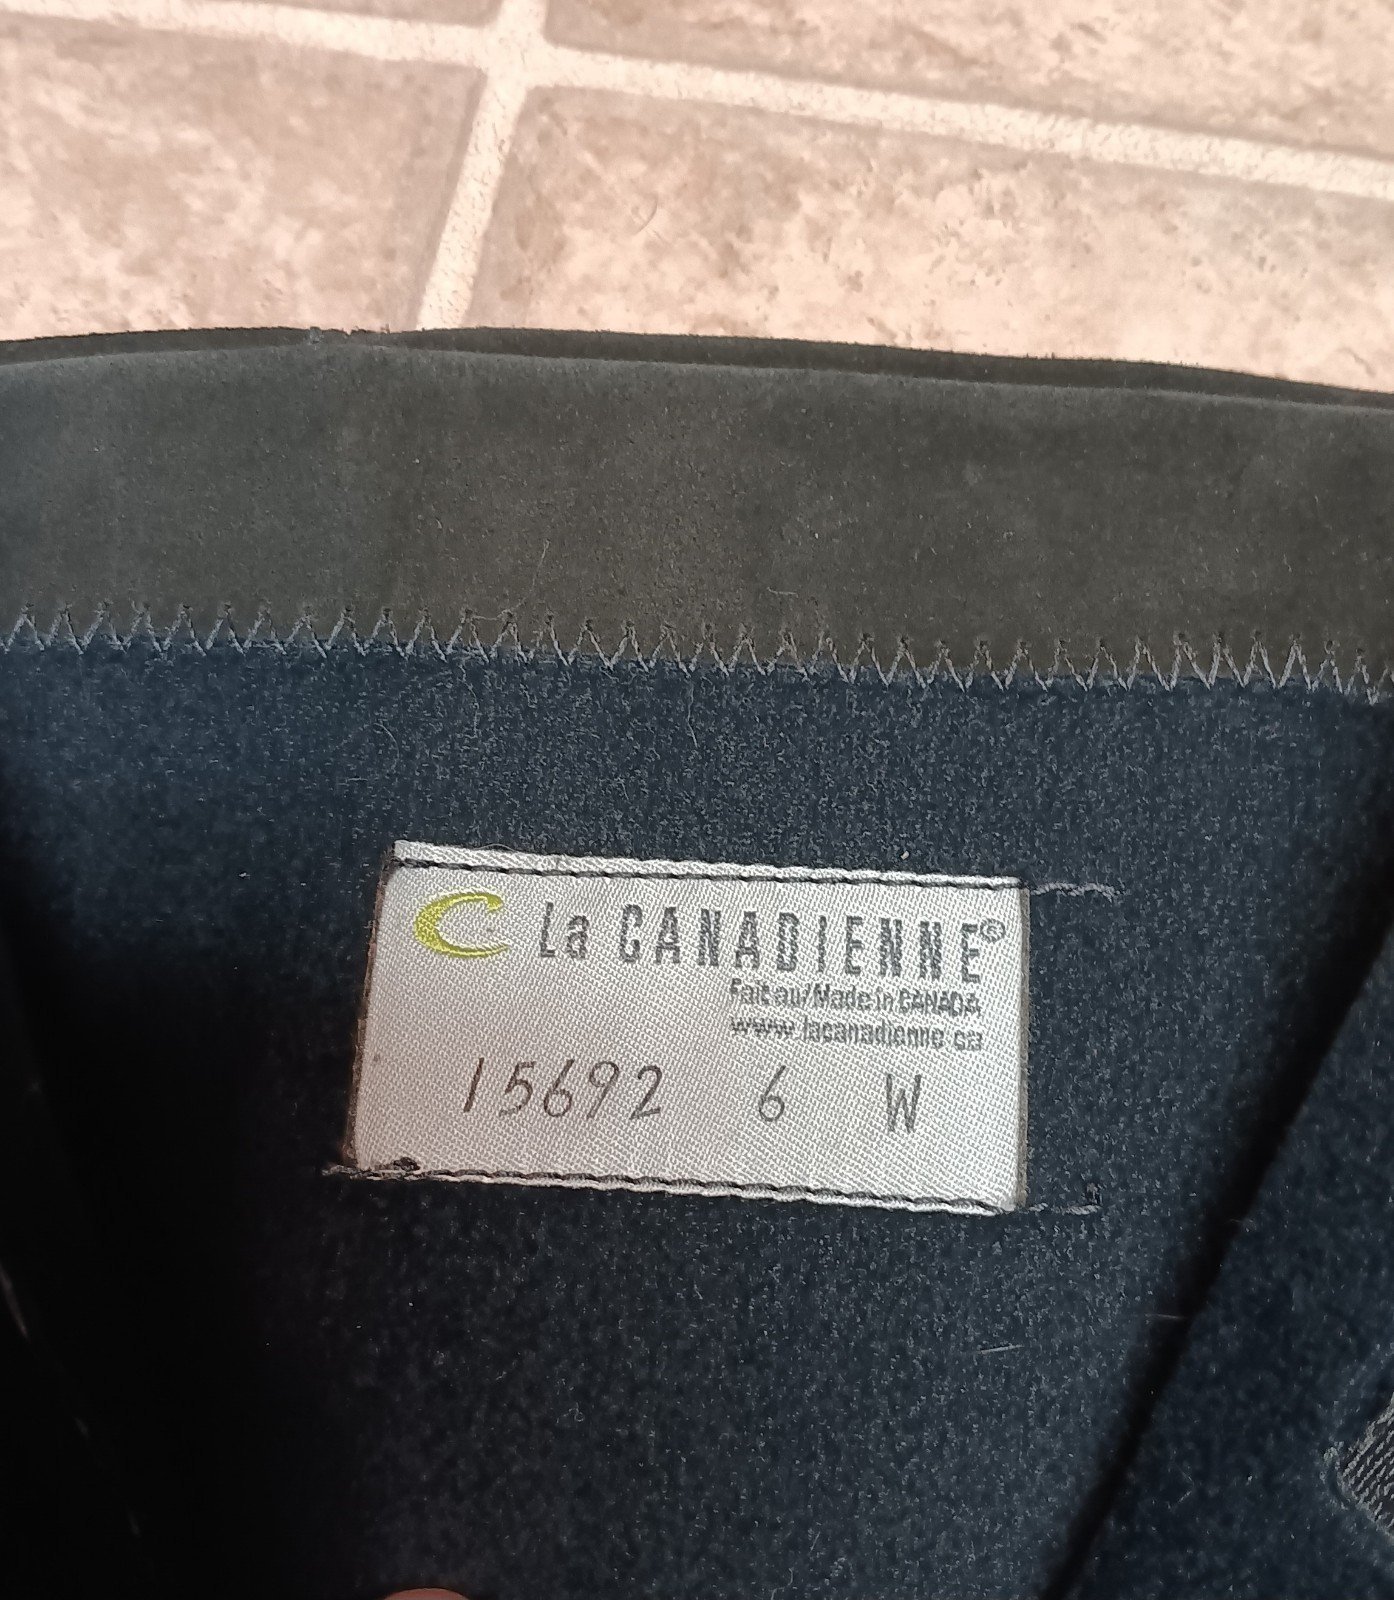 C La CANADIENNE®
Fait au/Made in CANADA
www lacanadienne ca
15692 6 W